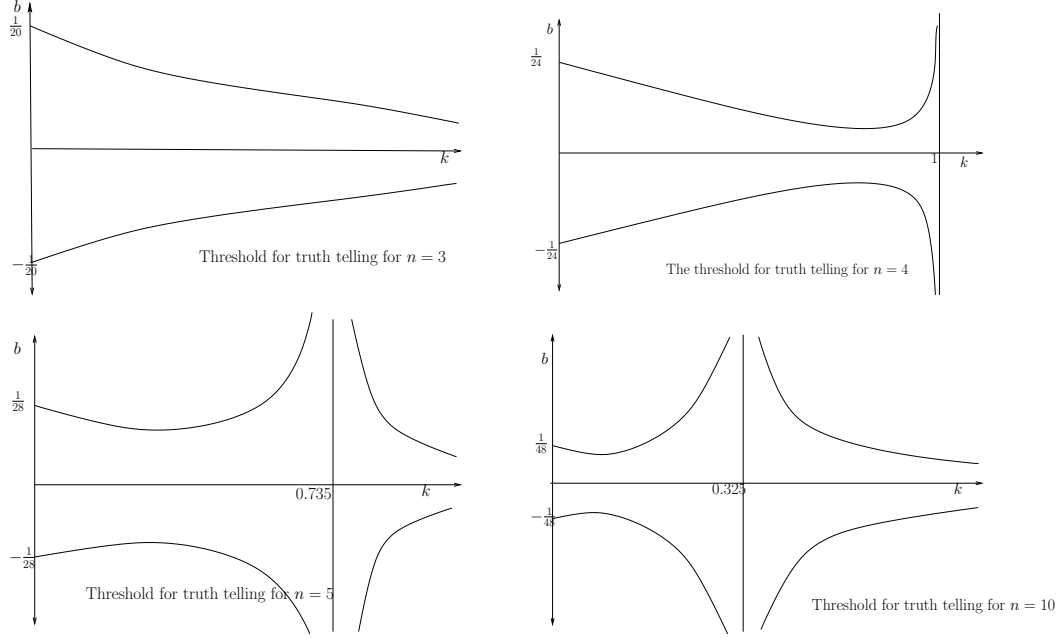 b
1/20
k
-1/20
Threshold for truth telling for n = 3
b
1/24
1
k
-1/24
The threshold for truth telling for n = 4
b
1/28
0.735
k
-1/28
Threshold for truth telling for n = 5
b
1/48
0.325
k
-1/48
Threshold for truth telling for n = 10